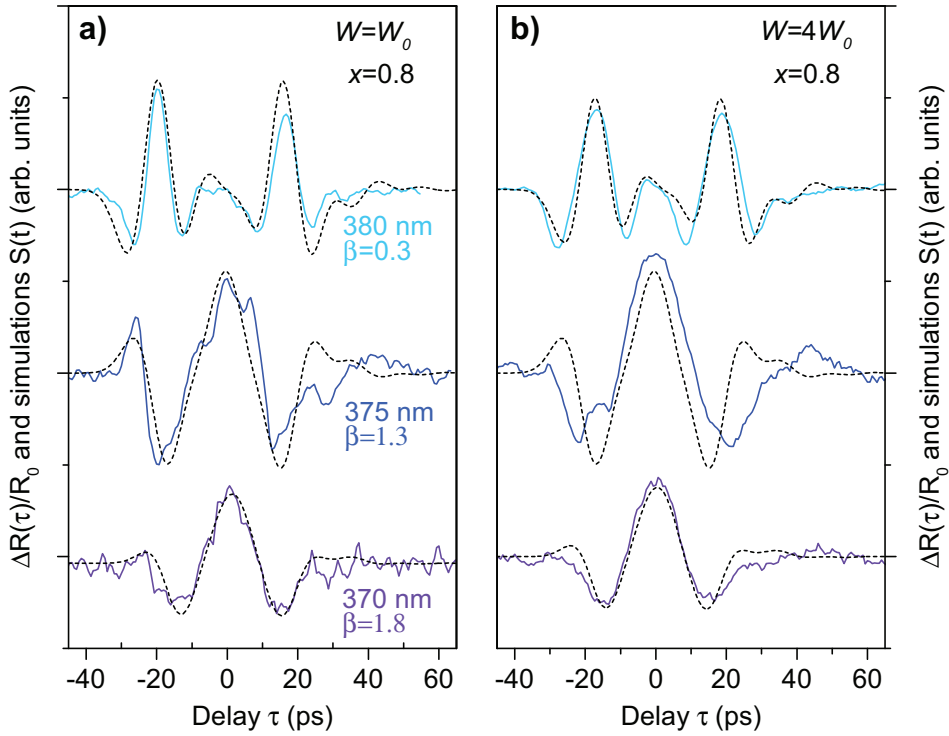 a)
W=W₀
x=0.8
380 nm
β=0.3
375 nm
β=1.3
370 nm
β=1.8
-40 -20 0 20 40 60
Delay τ (ps)
ΔR(τ)/R₀ and simulations S(t) (arb. units)
b)
W=4W₀
x=0.8
-40 -20 0 20 40 60
Delay τ (ps)
ΔR(τ)/R₀ and simulations S(t) (arb. units)